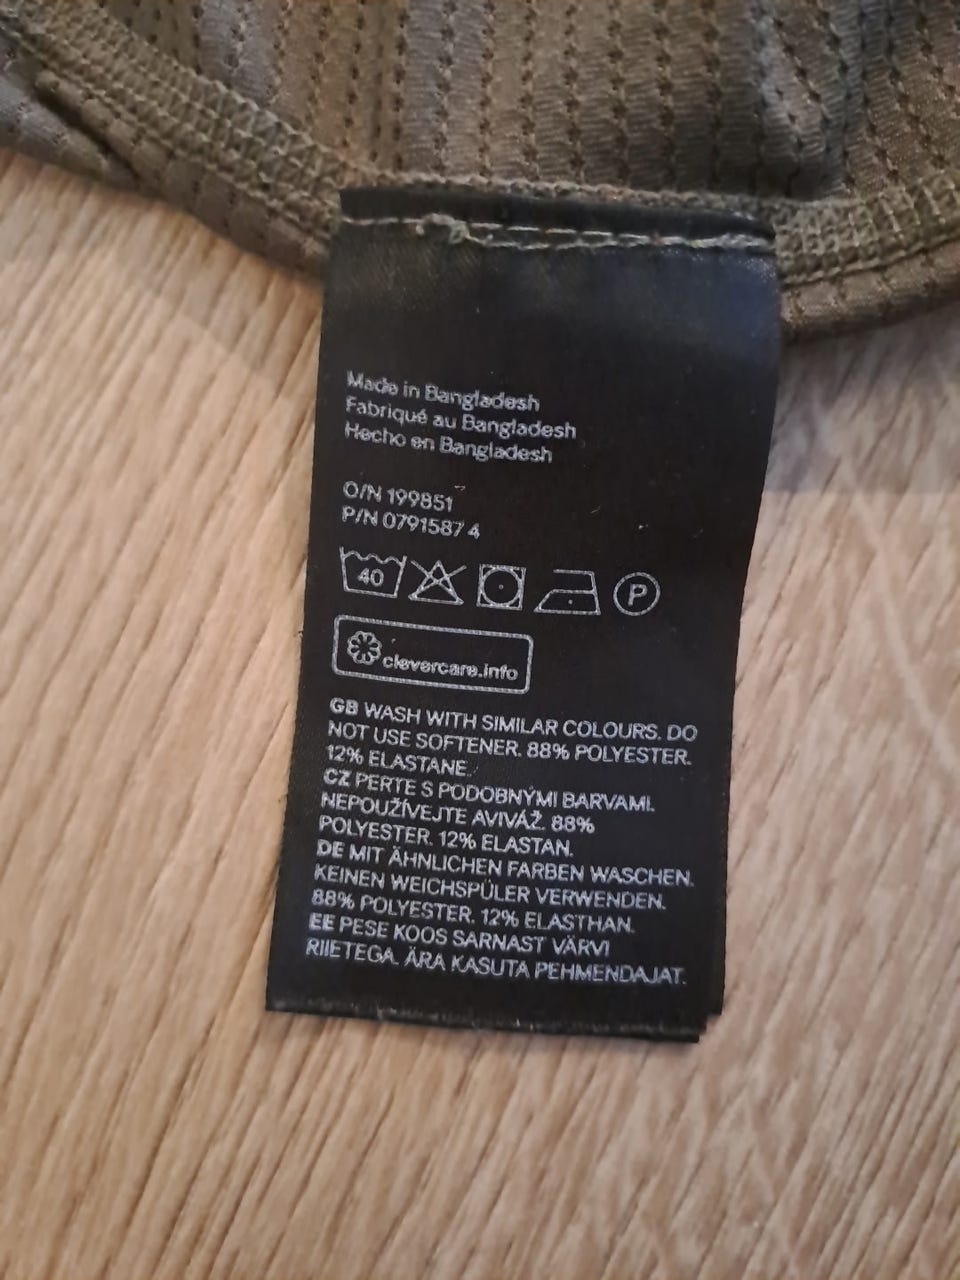 Made in Bangladesh
Fabriqué au Bangladesh
Hecho en Bangladesh
O/N 199851
P/N 0791587 4
40
P
clevercare.info
GB WASH WITH SIMILAR COLOURS. DO
NOT USE SOFTENER. 88% POLYESTER.
12% ELASTANE.
CZ PERTE S PODOBNÝMI BARVAMI.
NEPOUŽÍVEJTE AVIVÁŽ. 88%
POLYESTER. 12% ELASTAN.
DE MIT ÄHNLICHEN FARBEN WASCHEN.
KEINEN WEICHSPÜLER VERWENDEN.
88% POLYESTER. 12% ELASTHAN.
EE PESE KOOS SARNAST VÄRVI
RIIETEGA. ÄRA KASUTA PEHMENDAJAT.